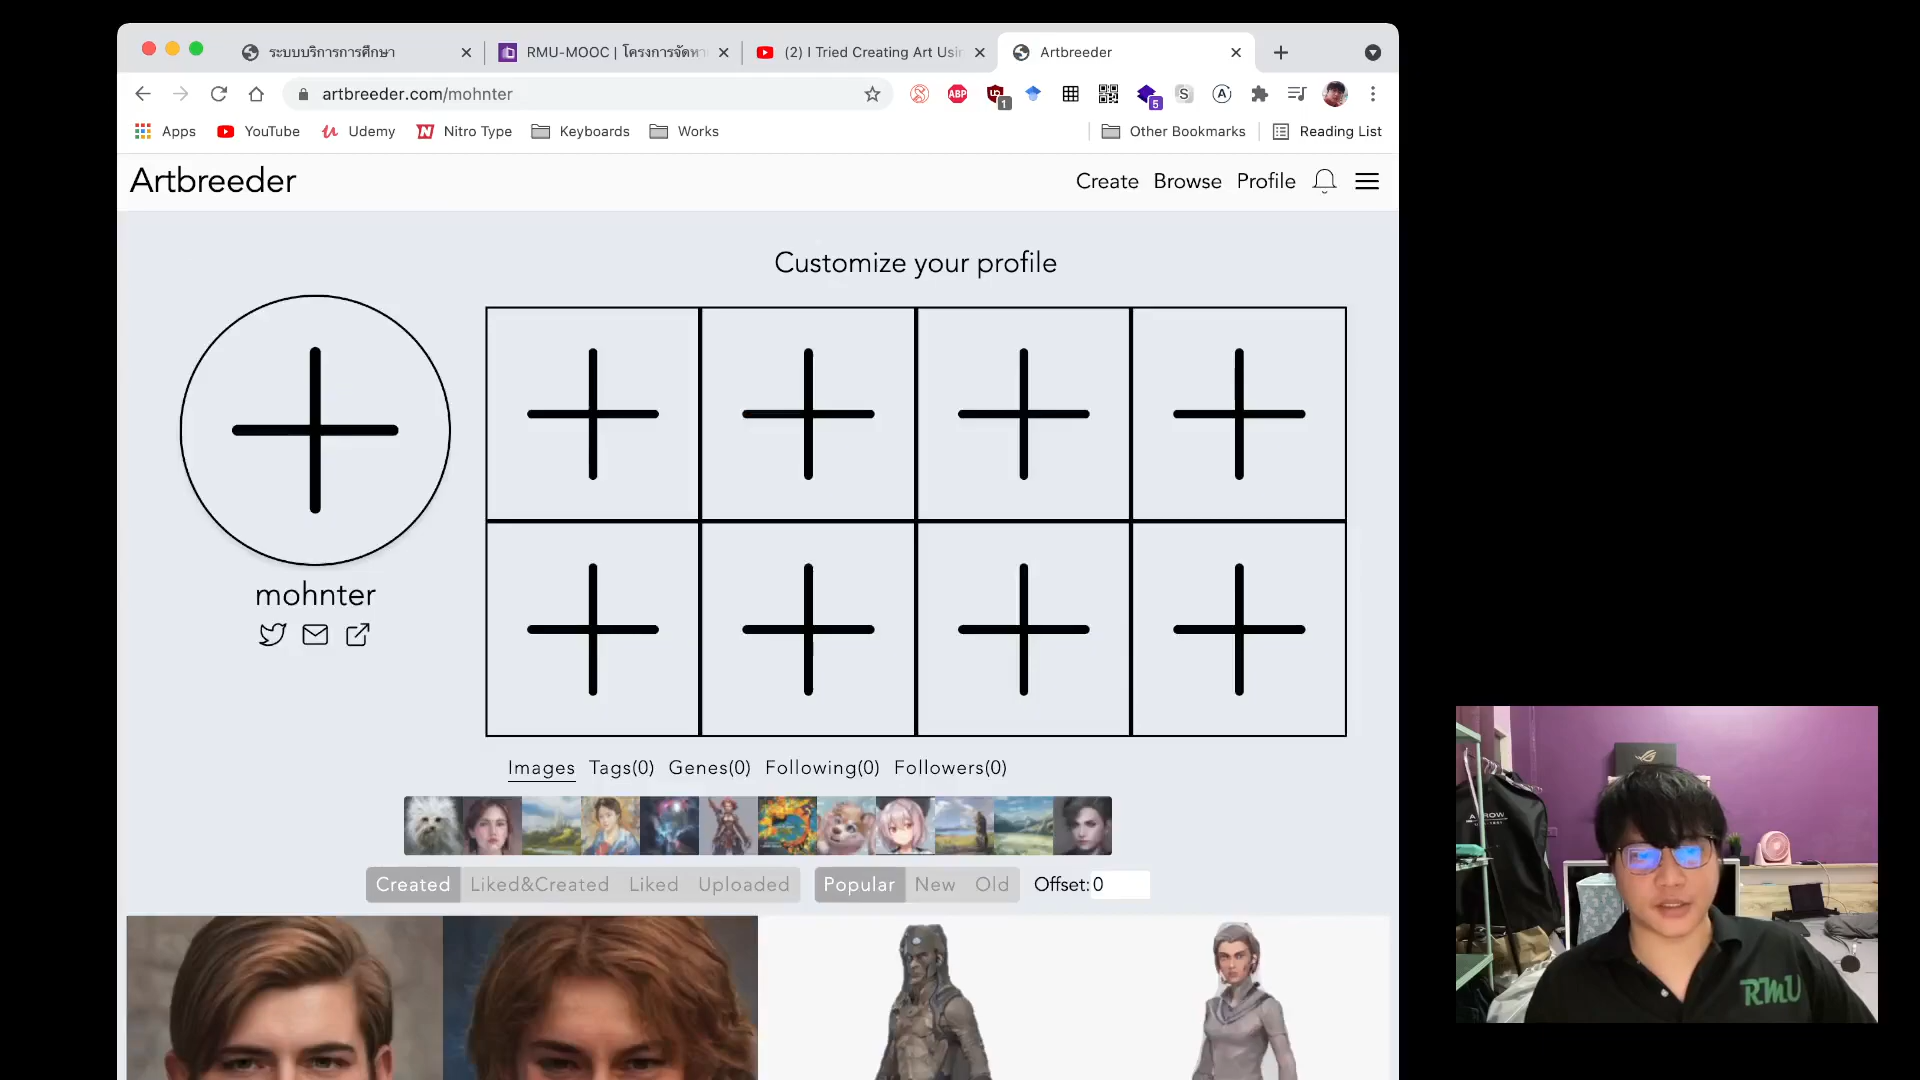 ระบบบริการการศึกษา
RMU-MOOC | โครงการจัดหา
(2) I Tried Creating Art Usi
Artbreeder
artbreeder.com/mohnter
ABP
1
5
S
A
Apps
YouTube
Udemy
Nitro Type
Keyboards
Works
Other Bookmarks
Reading List
Artbreeder
Create
Browse
Profile
Customize your profile
mohnter
Images
Tags(0)
Genes(0)
Following(0)
Followers(0)
Created
Liked&Created
Liked
Uploaded
Popular
New
Old
Offset:0
RMU